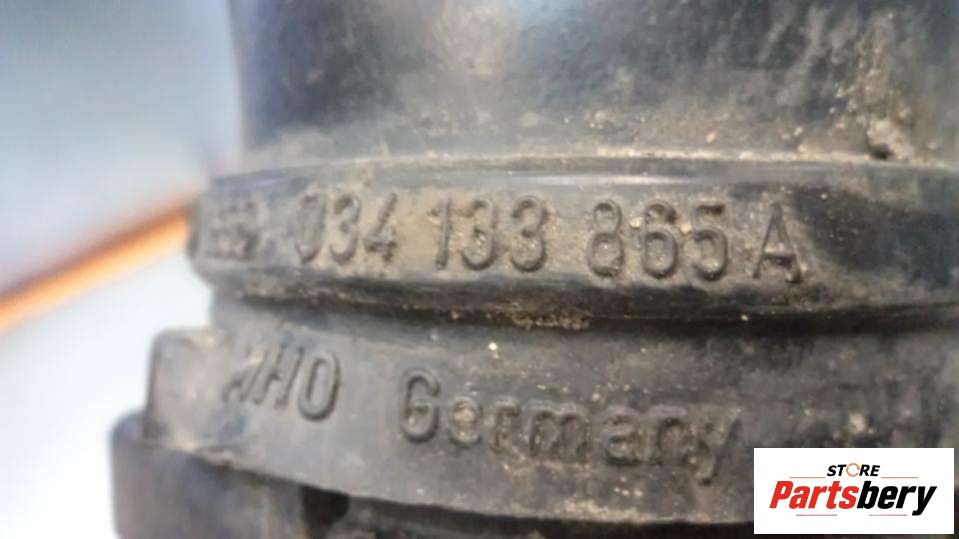 034 133 865 A
Germany
STORE
Partsbery